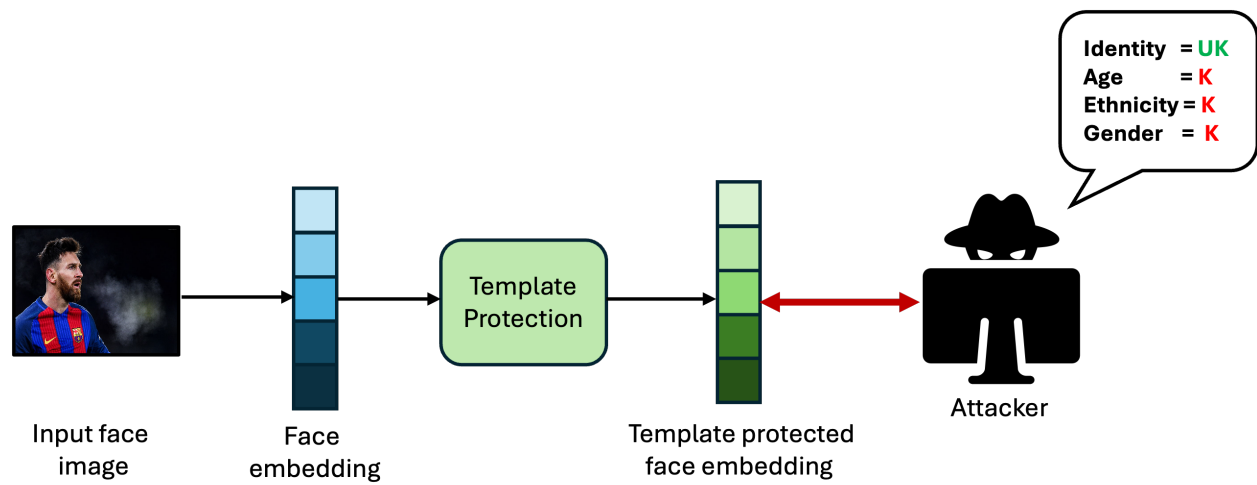 Identity = UK
Age = K
Ethnicity = K
Gender = K
Template
Protection
Input face
image
Face
embedding
Template protected
face embedding
Attacker